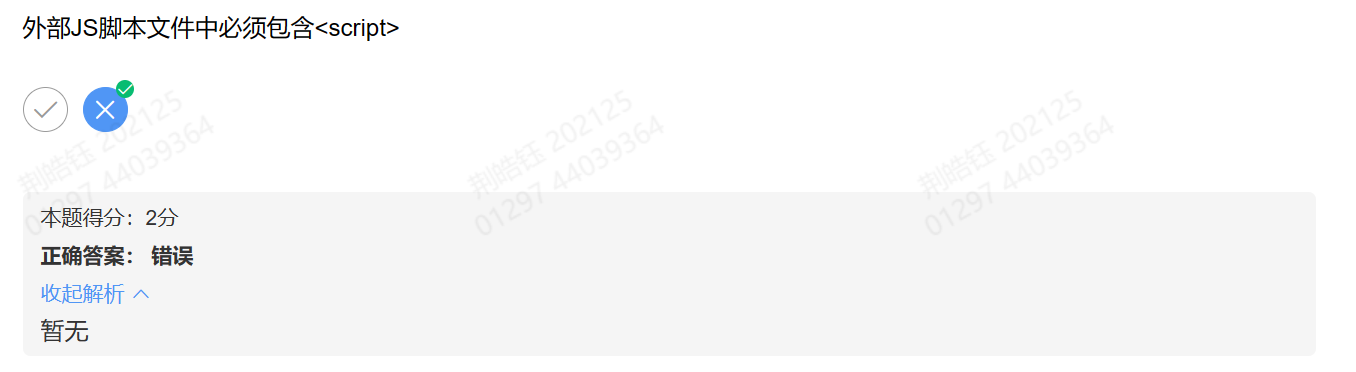 外部JS脚本文件中必须包含<script>
荆皓钰 202125
01297 44039364
荆皓钰 202125
01297 44039364
荆皓钰 202125
01297 44039364
本题得分：2分
正确答案： 错误
收起解析
暂无